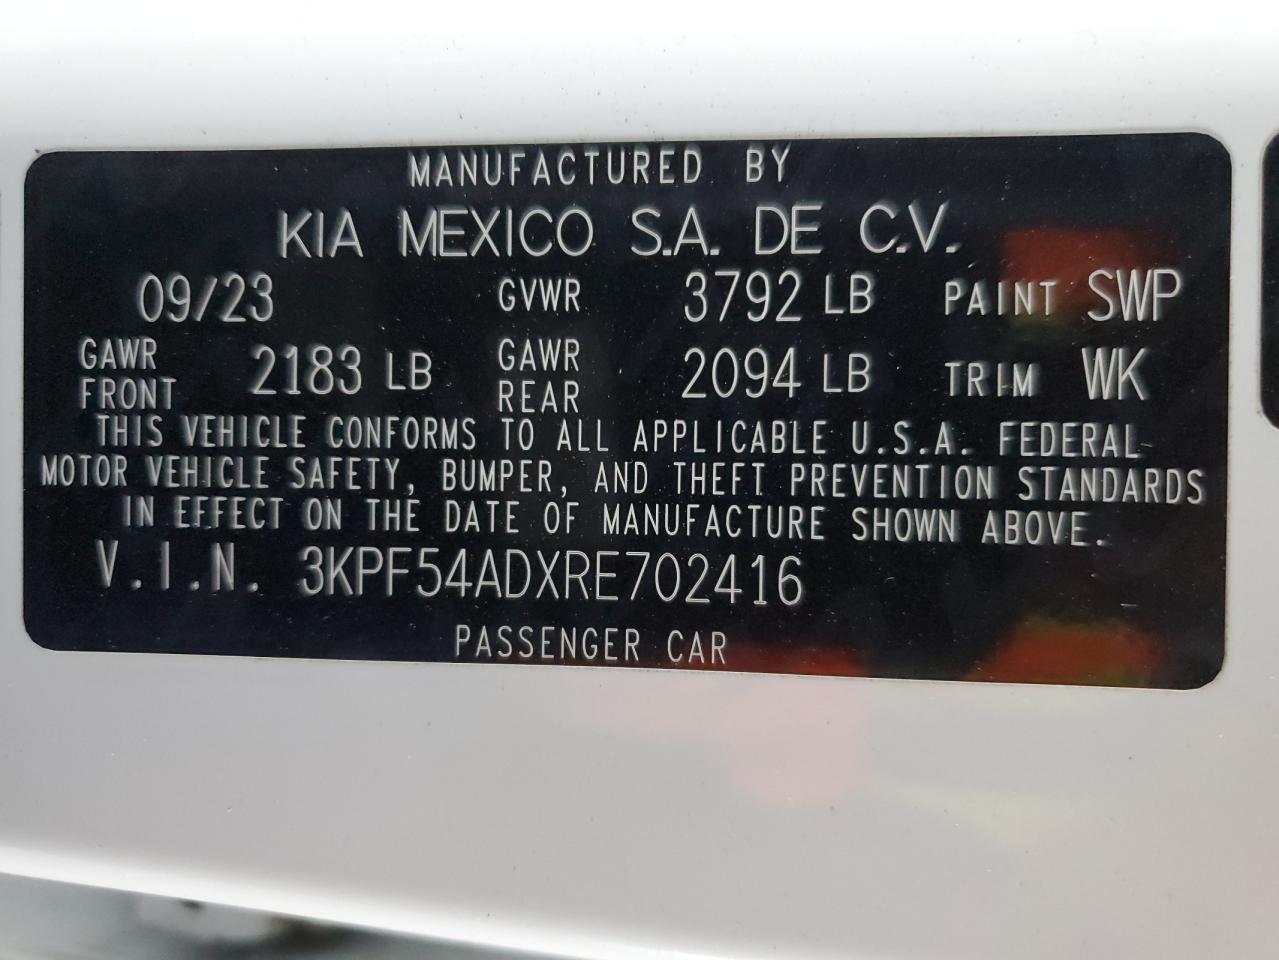 MANUFACTURED BY
KIA MEXICO S.A. DE C.V.
09/23 GVWR 3792 LB PAINT SWP
GAWR FRONT 2183 LB GAWR REAR 2094 LB TRIM WK
THIS VEHICLE CONFORMS TO ALL APPLICABLE U.S.A. FEDERAL
MOTOR VEHICLE SAFETY, BUMPER, AND THEFT PREVENTION STANDARDS
IN EFFECT ON THE DATE OF MANUFACTURE SHOWN ABOVE.
V.I.N. 3KPF54ADXRE702416
PASSENGER CAR